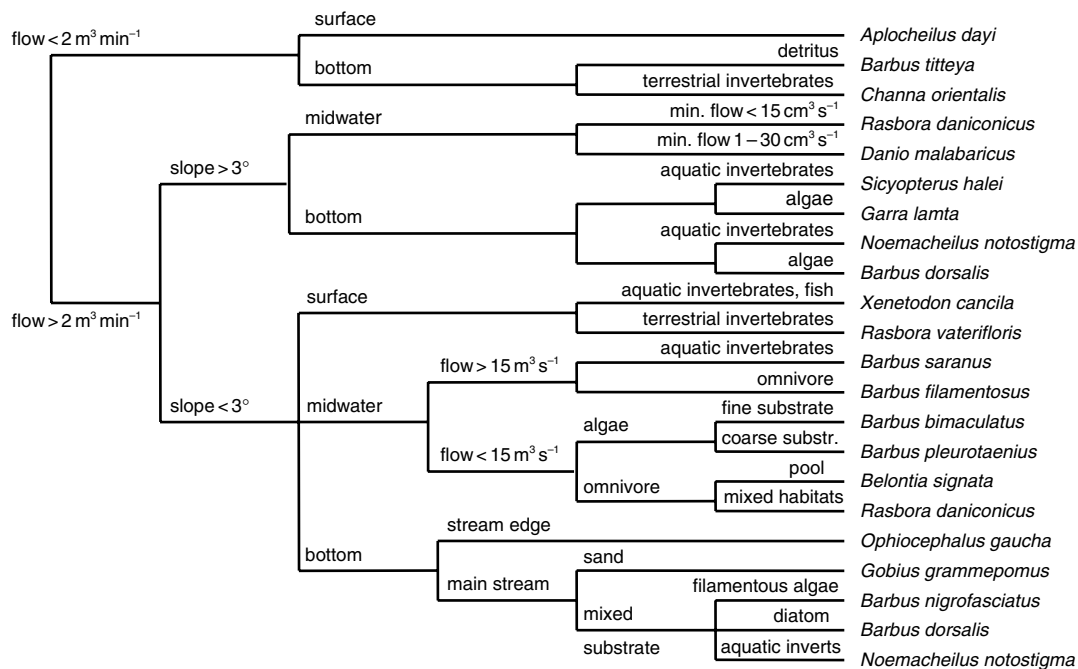 surface
flow < 2 m³ min⁻¹
Aplocheilus dayi
detritus
bottom
Barbus titteya
terrestrial invertebrates
Channa orientalis
min. flow < 15 cm³ s⁻¹
midwater
Rasbora daniconicus
min. flow 1 – 30 cm³ s⁻¹
Danio malabaricus
slope > 3°
aquatic invertebrates
Sicyopterus halei
algae
bottom
Garra lamta
aquatic invertebrates
Noemacheilus notostigma
algae
Barbus dorsalis
surface
aquatic invertebrates, fish
Xenetodon cancila
flow > 2 m³ min⁻¹
terrestrial invertebrates
Rasbora vaterifloris
aquatic invertebrates
flow > 15 m³ s⁻¹
Barbus saranus
omnivore
Barbus filamentosus
slope < 3°
midwater
fine substrate
algae
Barbus bimaculatus
coarse substr.
flow < 15 m³ s⁻¹
Barbus pleurotaenius
pool
omnivore
Belontia signata
mixed habitats
Rasbora daniconicus
stream edge
Ophiocephalus gaucha
bottom
sand
Gobius grammepomus
main stream
filamentous algae
Barbus nigrofasciatus
mixed
diatom
Barbus dorsalis
substrate
aquatic inverts
Noemacheilus notostigma